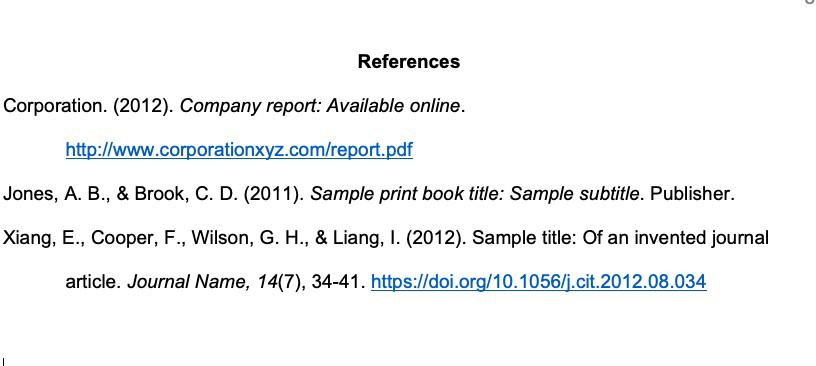 References
Corporation. (2012). Company report: Available online.
http://www.corporationxyz.com/report.pdf
Jones, A. B., & Brook, C. D. (2011). Sample print book title: Sample subtitle. Publisher.
Xiang, E., Cooper, F., Wilson, G. H., & Liang, I. (2012). Sample title: Of an invented journal
article. Journal Name, 14(7), 34-41. https://doi.org/10.1056/j.cit.2012.08.034